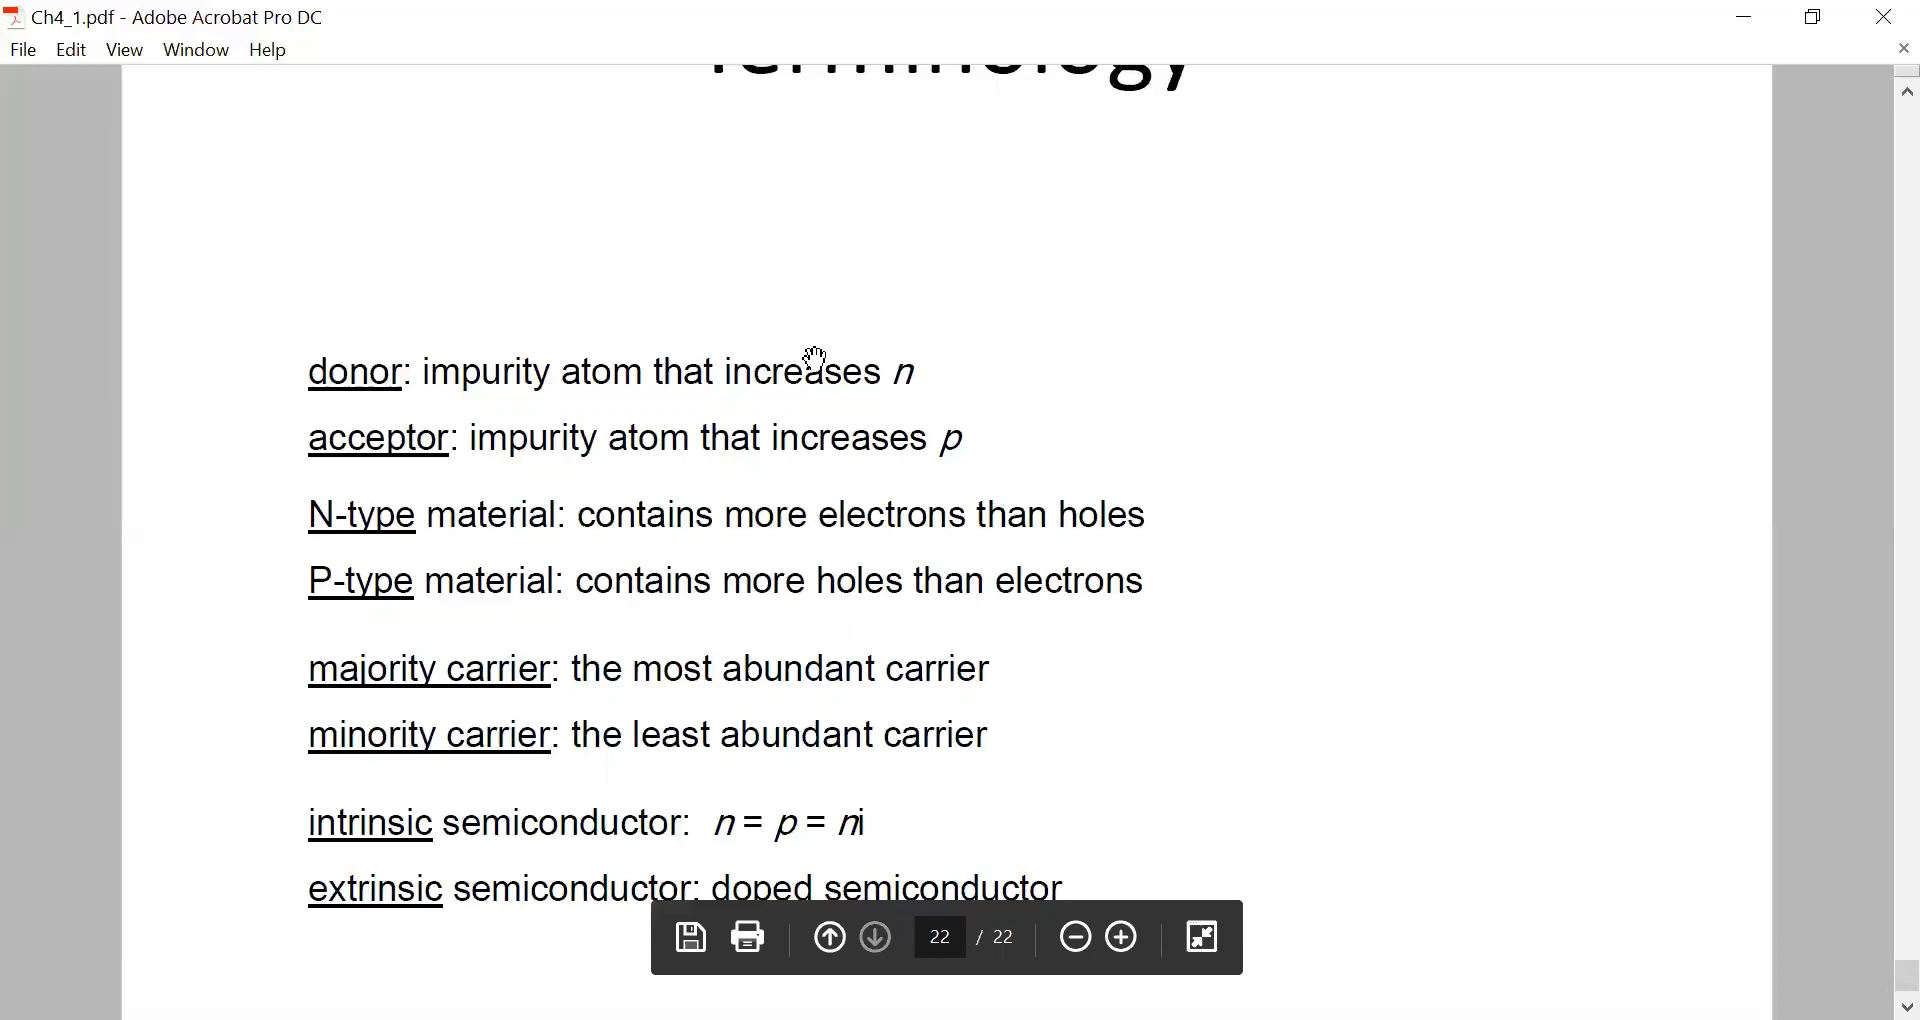 Ch4_1.pdf - Adobe Acrobat Pro DC
File Edit View Window Help
Terminology
donor: impurity atom that increases n
acceptor: impurity atom that increases p
N-type material: contains more electrons than holes
P-type material: contains more holes than electrons
majority carrier: the most abundant carrier
minority carrier: the least abundant carrier
intrinsic semiconductor: n = p = ni
extrinsic semiconductor: doped semiconductor
22 / 22